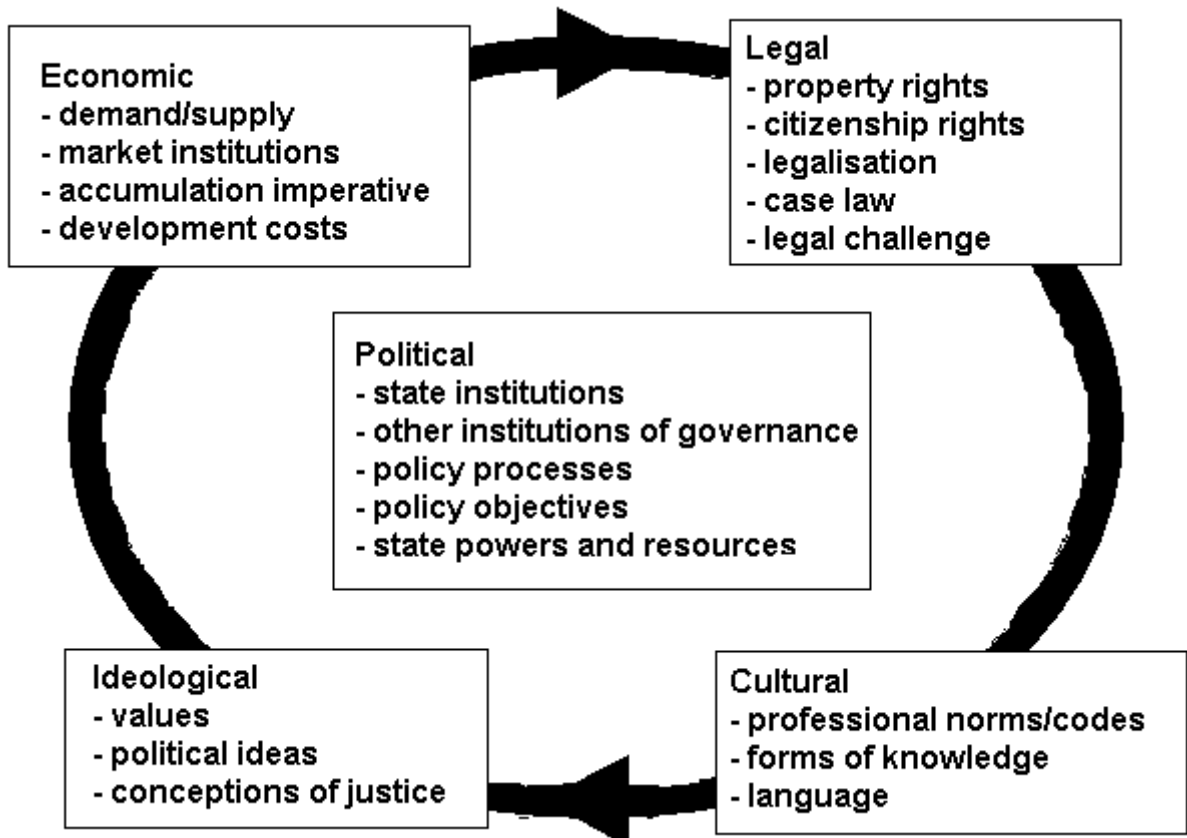 Economic
- demand/supply
- market institutions
- accumulation imperative
- development costs
Legal
- property rights
- citizenship rights
- legalisation
- case law
- legal challenge
Political
- state institutions
- other institutions of governance
- policy processes
- policy objectives
- state powers and resources
Ideological
- values
- political ideas
- conceptions of justice
Cultural
- professional norms/codes
- forms of knowledge
- language